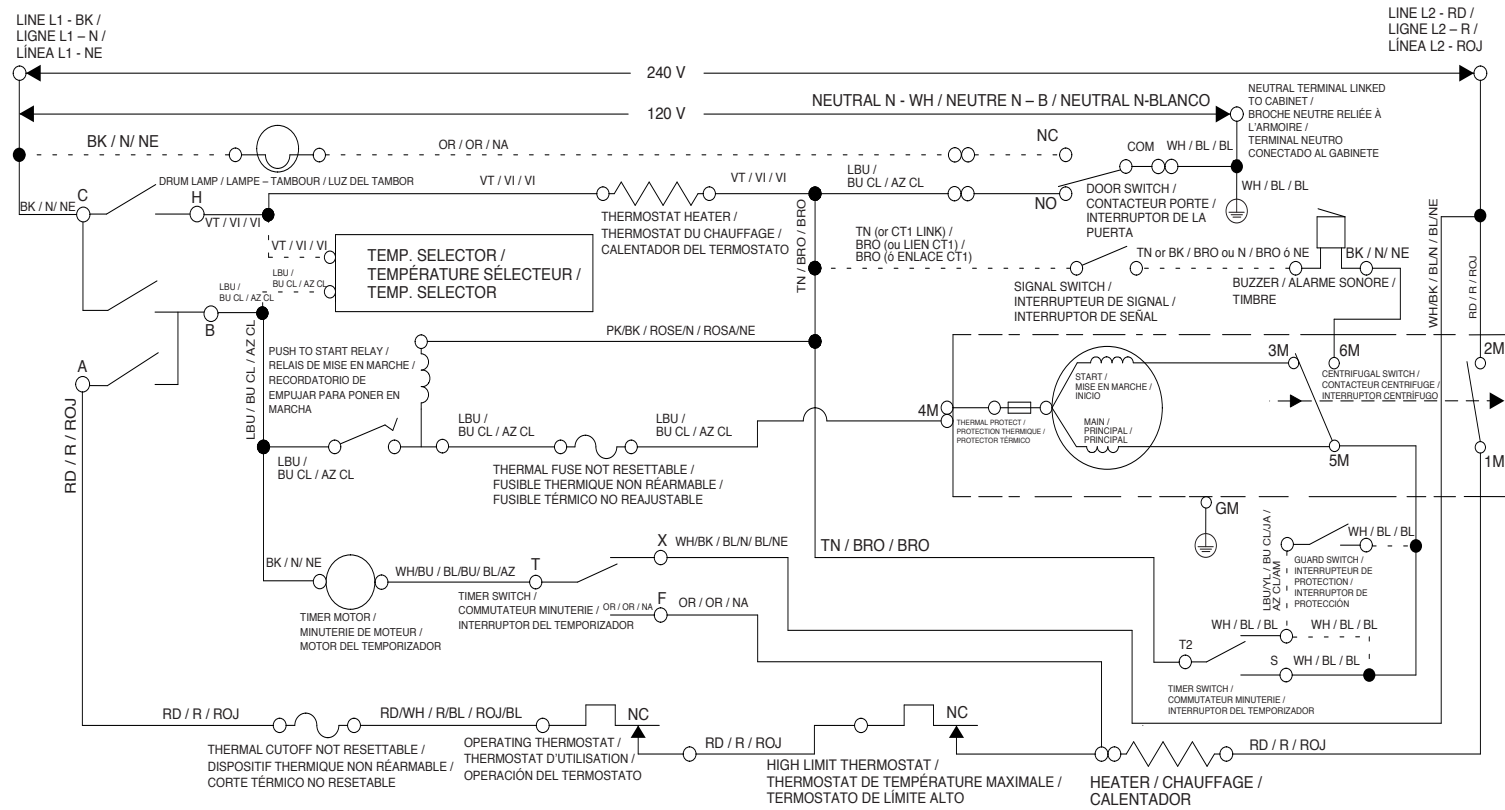 LINE L1 - BK /
LIGNE L1 – N /
LÍNEA L1 - NE
LINE L2 - RD /
LIGNE L2 – R /
LÍNEA L2 - ROJ
240 V
120 V
NEUTRAL N - WH / NEUTRE N – B / NEUTRAL N-BLANCO
NEUTRAL TERMINAL LINKED
TO CABINET /
BROCHE NEUTRE RELIÉE À
L'ARMOIRE /
TERMINAL NEUTRO
CONECTADO AL GABINETE
BK / N/ NE
OR / OR / NA
NC
COM
WH / BL / BL
DRUM LAMP / LAMPE – TAMBOUR / LUZ DEL TAMBOR
C
BK / N/ NE
H
VT / VI / VI
VT / VI / VI
VT / VI / VI
LBU /
BU CL / AZ CL
NO
DOOR SWITCH /
CONTACTEUR PORTE /
INTERRUPTOR DE LA
PUERTA
WH / BL / BL
THERMOSTAT HEATER /
THERMOSTAT DU CHAUFFAGE /
CALENTADOR DEL TERMOSTATO
VT / VI / VI
TEMP. SELECTOR /
TEMPÉRATURE SÉLECTEUR /
TEMP. SELECTOR
LBU /
BU CL / AZ CL
LBU /
BU CL / AZ CL
B
TN / BRO / BRO
TN (or CT1 LINK) /
BRO (ou LIEN CT1) /
BRO (ó ENLACE CT1)
TN or BK / BRO ou N / BRO ó NE
BK / N/ NE
SIGNAL SWITCH /
INTERRUPTEUR DE SIGNAL /
INTERRUPTOR DE SEÑAL
BUZZER / ALARME SONORE /
TIMBRE
WH/BK / BL/N / BL/NE
RD / R / ROJ
PK/BK / ROSE/N / ROSA/NE
LBU / BU CL / AZ CL
PUSH TO START RELAY /
RELAIS DE MISE EN MARCHE /
RECORDATORIO DE
EMPUJAR PARA PONER EN
MARCHA
A
RD / R / ROJ
LBU /
BU CL / AZ CL
LBU /
BU CL / AZ CL
LBU /
BU CL / AZ CL
THERMAL FUSE NOT RESETTABLE /
FUSIBLE THERMIQUE NON RÉARMABLE /
FUSIBLE TÉRMICO NO REAJUSTABLE
4M
THERMAL PROTECT /
PROTECTION THERMIQUE /
PROTECTOR TÉRMICO
START /
MISE EN MARCHE /
INICIO
MAIN /
PRINCIPAL /
PRINCIPAL
3M
6M
2M
CENTRIFUGAL SWITCH /
CONTACTEUR CENTRIFUGE /
INTERRUPTOR CENTRÍFUGO
5M
1M
GM
BK / N/ NE
WH/BU / BL/BU/ BL/AZ
T
X
WH/BK / BL/N/ BL/NE
TN / BRO / BRO
TIMER MOTOR /
MINUTERIE DE MOTEUR /
MOTOR DEL TEMPORIZADOR
TIMER SWITCH /
COMMUTATEUR MINUTERIE /
INTERRUPTOR DEL TEMPORIZADOR
OR / OR / NA
F
OR / OR / NA
LBU/YL / BU CL/JA /
AZ CL/AM
WH / BL / BL
GUARD SWITCH /
INTERRUPTEUR DE
PROTECTION /
INTERRUPTOR DE
PROTECCIÓN
WH / BL / BL
WH / BL / BL
T2
S
WH / BL / BL
TIMER SWITCH /
COMMUTATEUR MINUTERIE /
INTERRUPTOR DEL TEMPORIZADOR
RD / R / ROJ
RD/WH / R/BL / ROJ/BL
NC
RD / R / ROJ
NC
RD / R / ROJ
THERMAL CUTOFF NOT RESETTABLE /
DISPOSITIF THERMIQUE NON RÉARMABLE /
CORTE TÉRMICO NO RESETABLE
OPERATING THERMOSTAT /
THERMOSTAT D'UTILISATION /
OPERACIÓN DEL TERMOSTATO
HIGH LIMIT THERMOSTAT /
THERMOSTAT DE TEMPÉRATURE MAXIMALE /
TERMOSTATO DE LÍMITE ALTO
HEATER / CHAUFFAGE /
CALENTADOR